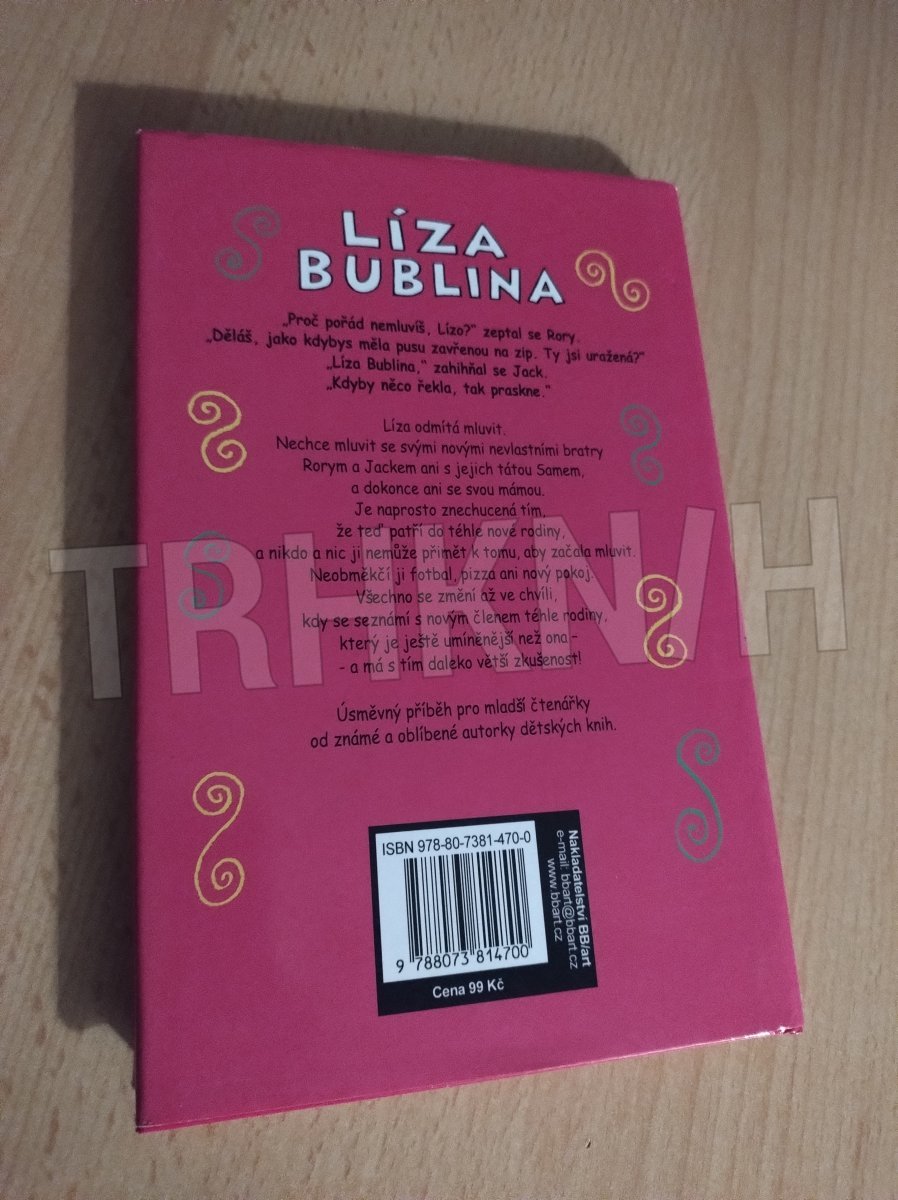 LÍZA
BUBLINA
„Proč pořád nemluvíš, Lízo?“ zeptal se Rory.
„Děláš, jako kdybys měla pusu zavřenou na zip. Ty jsi uražená?“
„Líza Bublina,“ zahihňal se Jack.
„Kdyby něco řekla, tak praskne.“
Líza odmítá mluvit.
Nechce mluvit se svými novými nevlastními bratry
Rorym a Jackem ani s jejich tátou Samem,
a dokonce ani se svou mámou.
Je naprosto znechucená tím,
že teď patří do téhle nové rodiny,
a nikdo a nic ji nemůže přimět k tomu, aby začala mluvit.
Neobměkčí ji fotbal, pizza ani nový pokoj.
Všechno se změní až ve chvíli,
kdy se seznámí s novým členem téhle rodiny,
který je ještě umíněnější než ona –
– a má s tím daleko větší zkušenost!
Úsměvný příběh pro mladší čtenářky
od známé a oblíbené autorky dětských knih.
ISBN 978-80-7381-470-0
9 788073 814700
Cena 99 Kč
Nakladatelství BB/art
e-mail: bbart@bbart.cz
www.bbart.cz
TRHKNIH